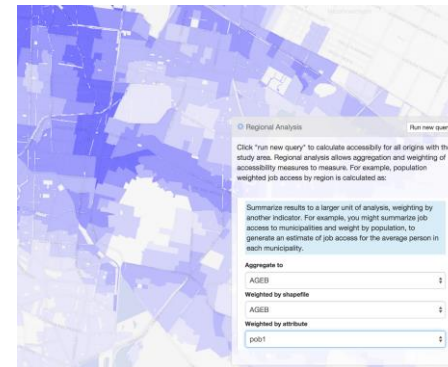 Regional Analysis
Run new query
Click "run new query" to calculate accessibily for all origins with the
study area. Regional analysis allows aggregation and weighting of
accessibility measures to measure. For example, population
weighted job access by region is calculated as:
Summarize results to a larger unit of analysis, weighting by
another indicator. For example, you might summarize job
access to municipalities and weight by population, to
generate an estimate of job access for the average person in
each municipality.
Aggregate to
AGEB
Weighted by shapefile
AGEB
Weighted by attribute
pob1